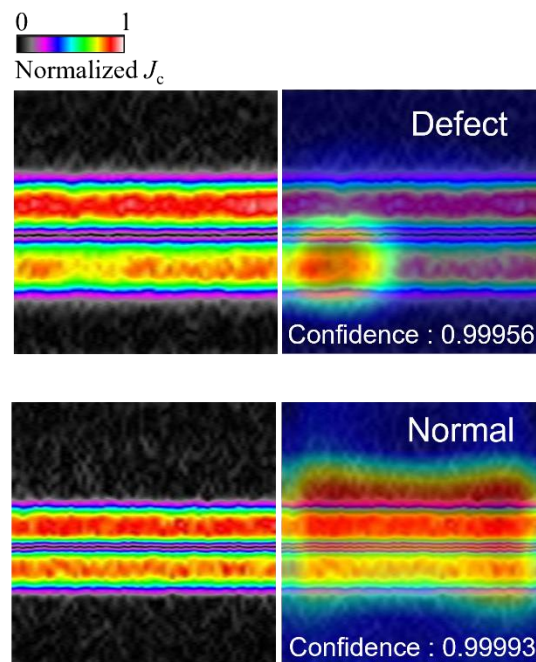 0 1
Normalized Jc
Defect
Confidence : 0.99956
Normal
Confidence : 0.99993